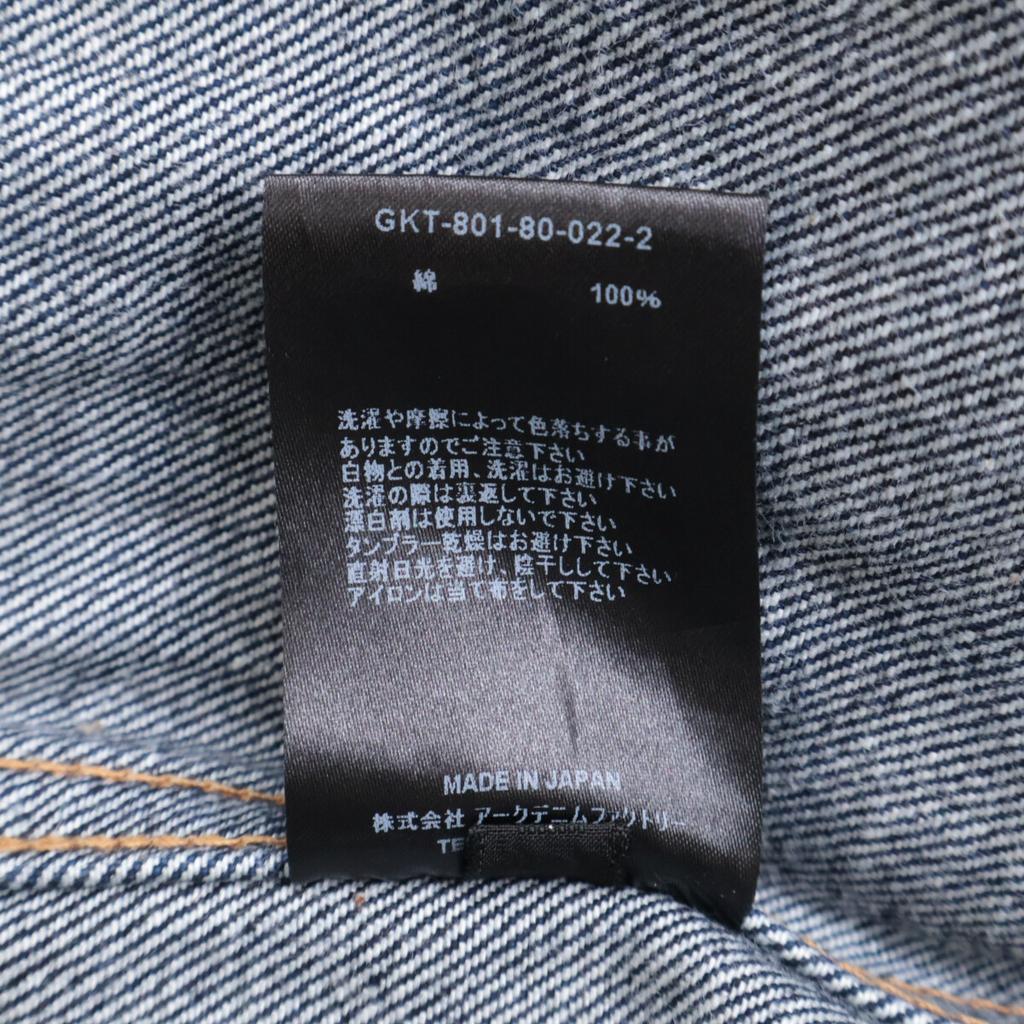 GKT-801-80-022-2
綿 100%
洗濯や摩擦によって色落ちする事が
ありますのでご注意下さい
白物との着用、洗濯はお避け下さい
洗濯の際は裏返して下さい
漂白剤は使用しないで下さい
タンブラー乾燥はお避け下さい
直射日光を避け、陰干しして下さい
アイロンは当て布をして下さい
MADE IN JAPAN
株式会社 アークデニムファクトリー